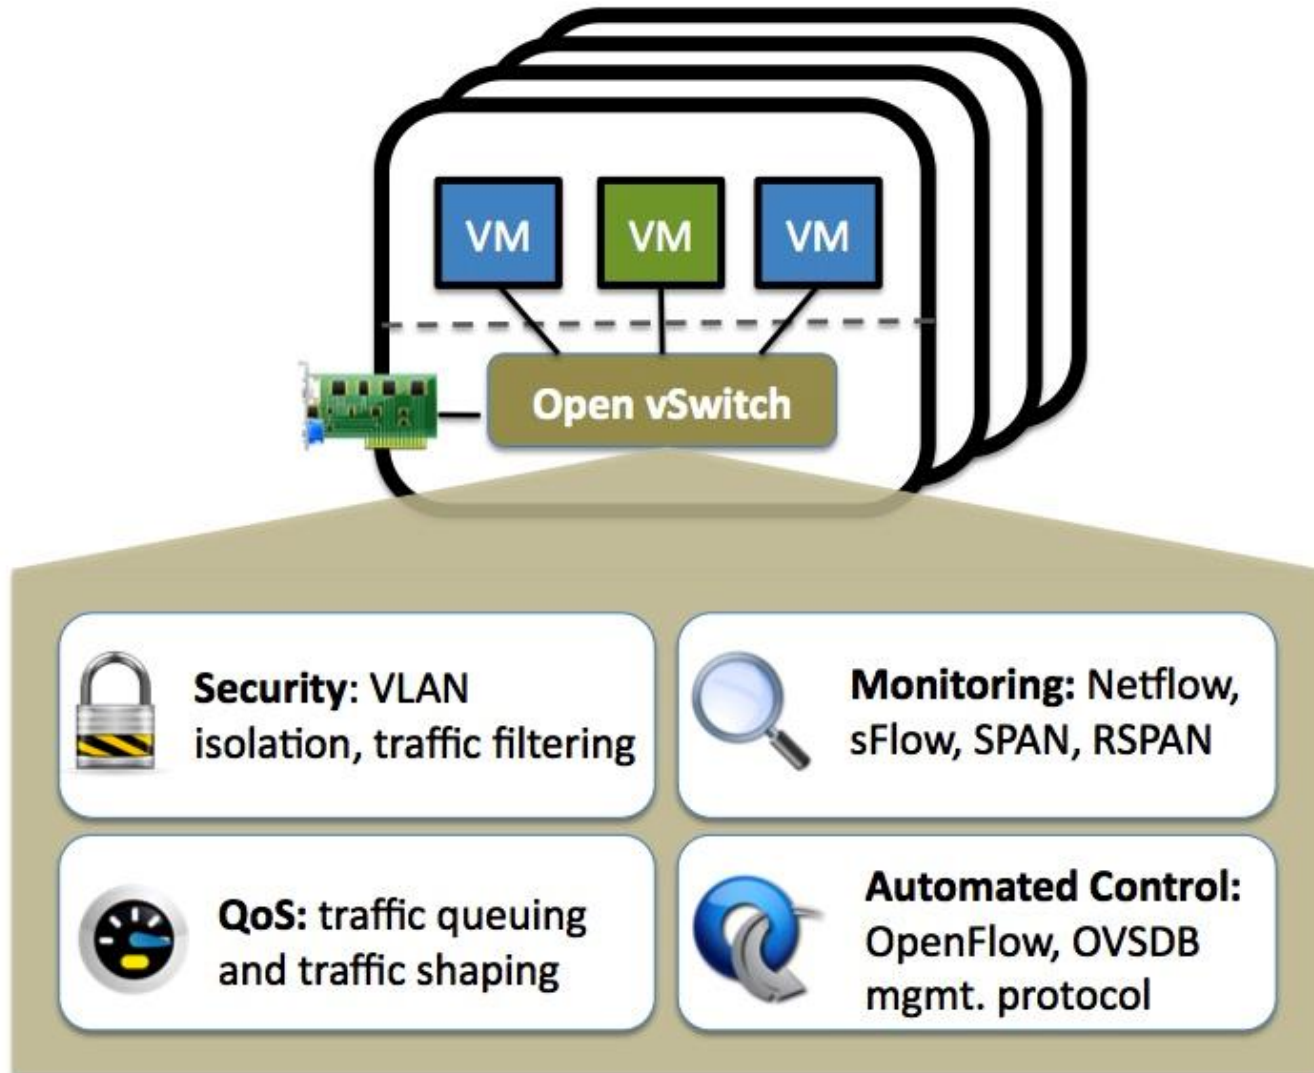 VM
VM
VM
Open vSwitch
Security: VLAN
isolation, traffic filtering
Monitoring: Netflow,
sFlow, SPAN, RSPAN
QoS: traffic queuing
and traffic shaping
Automated Control:
OpenFlow, OVSDB
mgmt. protocol